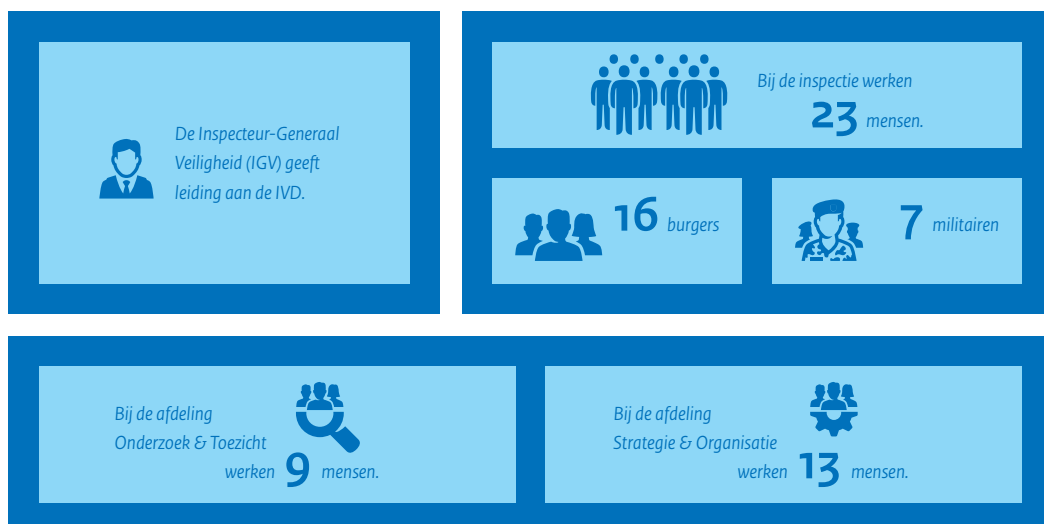 De Inspecteur-Generaal
Veiligheid (IGV) geeft
leiding aan de IVD.
Bij de inspectie werken
23 mensen.
16 burgers
7 militairen
Bij de afdeling
Onderzoek & Toezicht
werken 9 mensen.
Bij de afdeling
Strategie & Organisatie
werken 13 mensen.